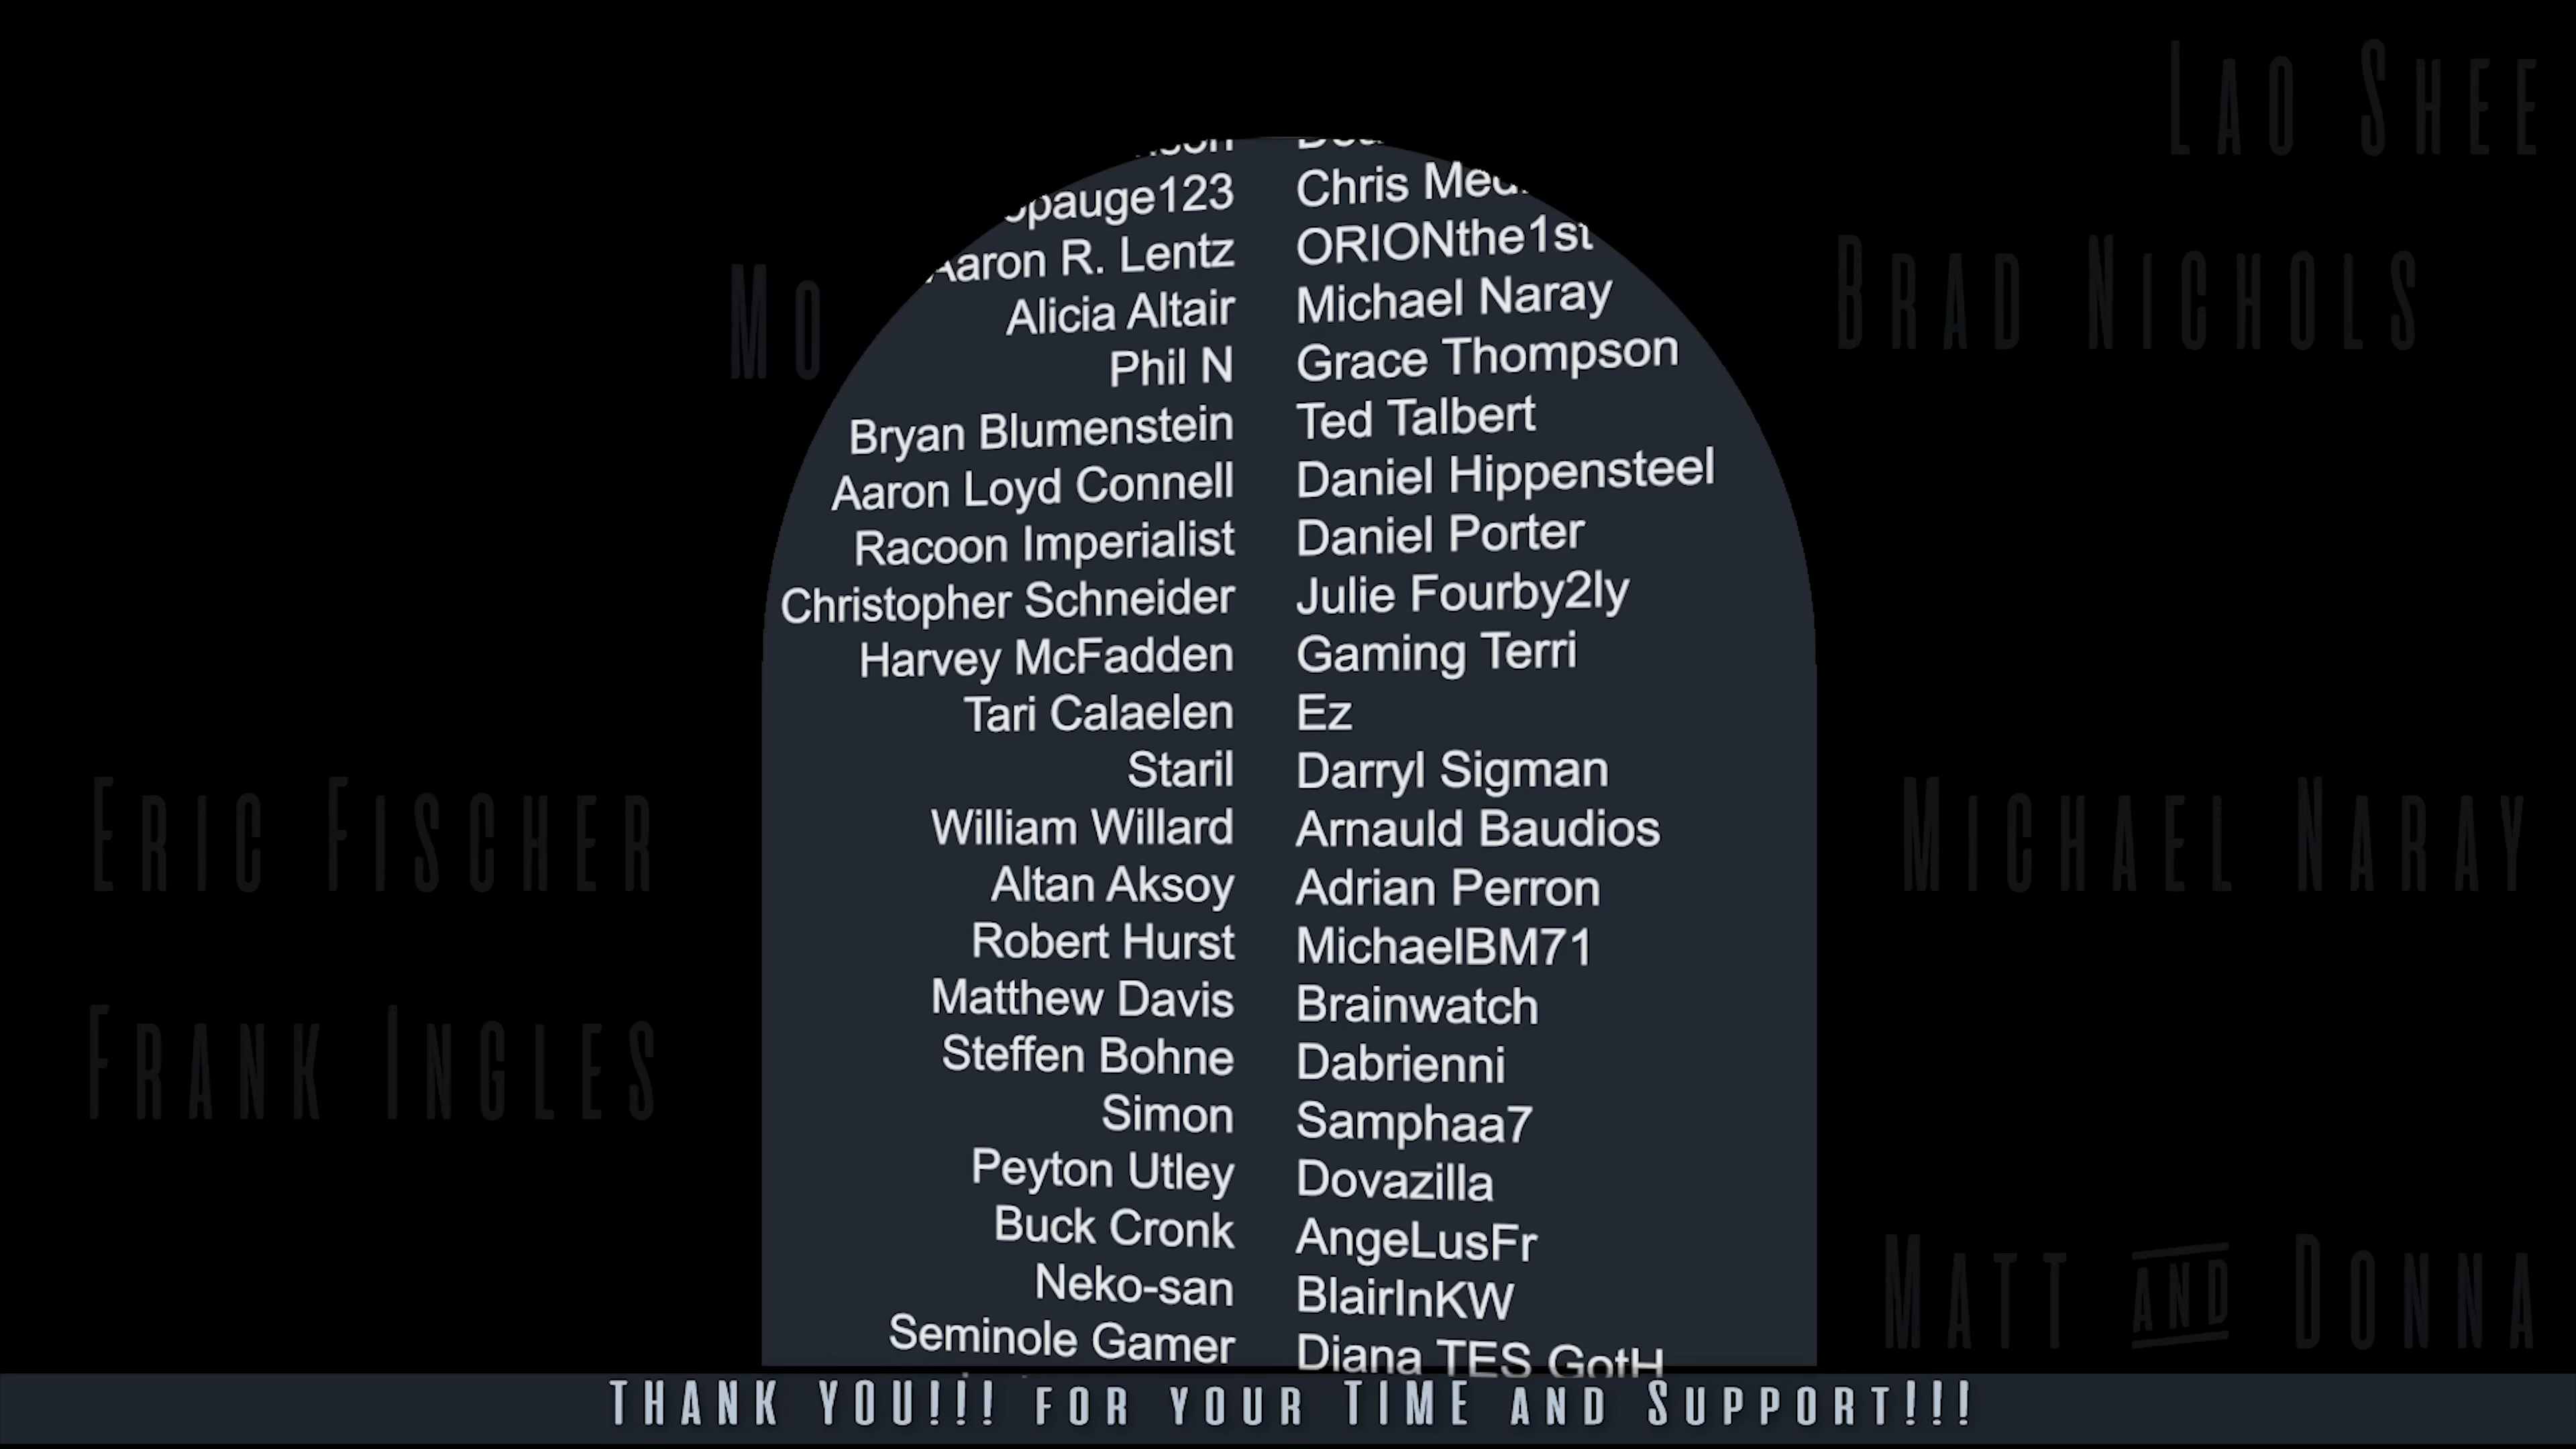 Lao Shee
Brad Nichols
Mo
Eric Fischer
Michael Naray
Frank Ingles
Matt and Donna
Chris
ORIONthe1st
Aaron R. Lentz
Michael Naray
Alicia Altair
Grace Thompson
Phil N
Ted Talbert
Bryan Blumenstein
Daniel Hippensteel
Aaron Loyd Connell
Daniel Porter
Racoon Imperialist
Julie Fourby2ly
Christopher Schneider
Gaming Terri
Harvey McFadden
Ez
Tari Calaelen
Darryl Sigman
Staril
Arnauld Baudios
William Willard
Adrian Perron
Altan Aksoy
MichaelBM71
Robert Hurst
Brainwatch
Matthew Davis
Dabrienni
Steffen Bohne
Samphaa7
Simon
Dovazilla
Peyton Utley
AngeLusFr
Buck Cronk
BlairInKW
Neko-san
Diana TES GotH
Seminole Gamer
THANK YOU!!! FOR YOUR TIME AND SUPPORT!!!